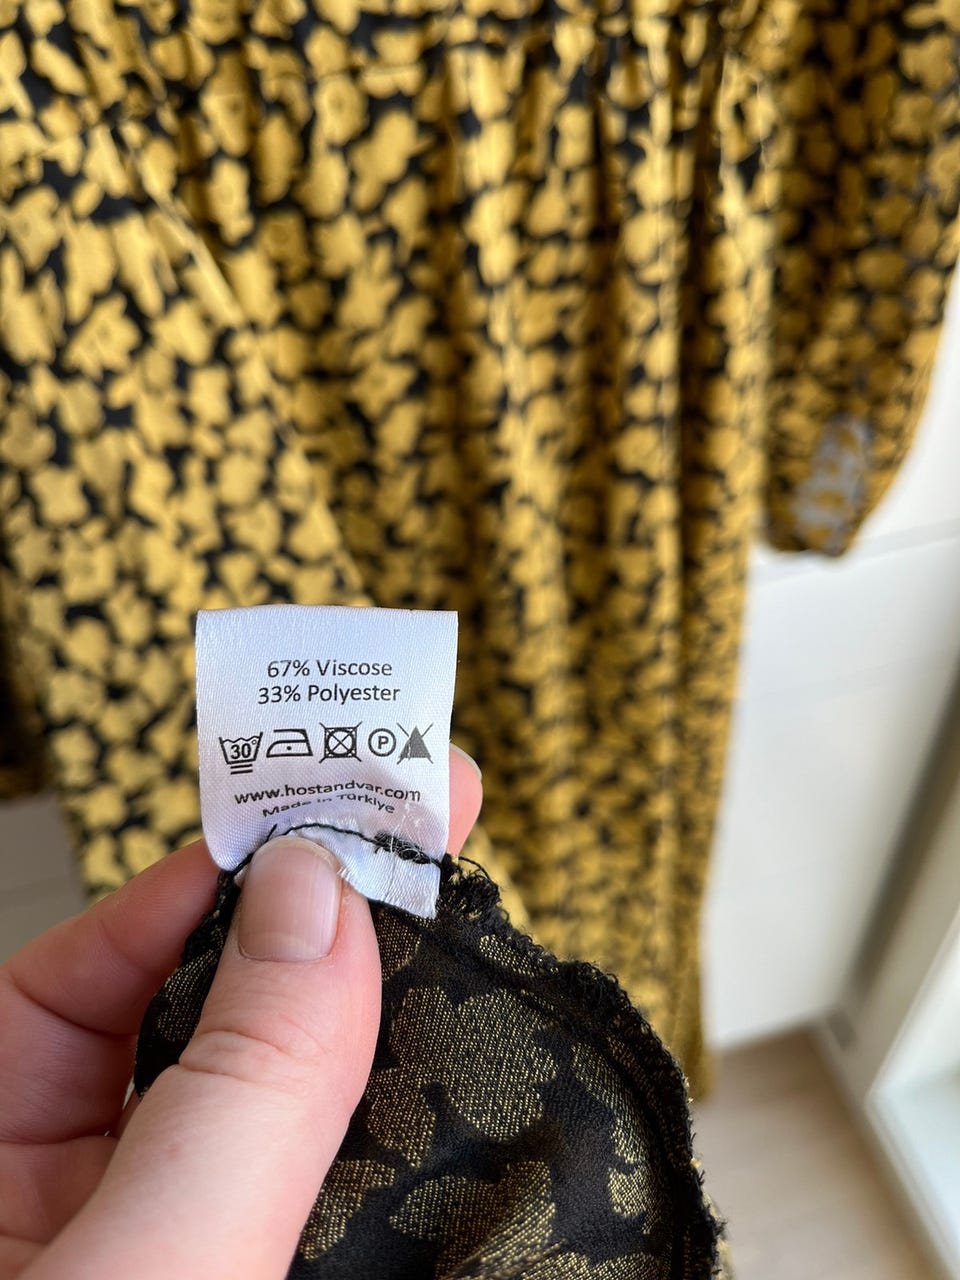 67% Viscose
33% Polyester
30° P
www.hostandvar.com
Made in Türkiye